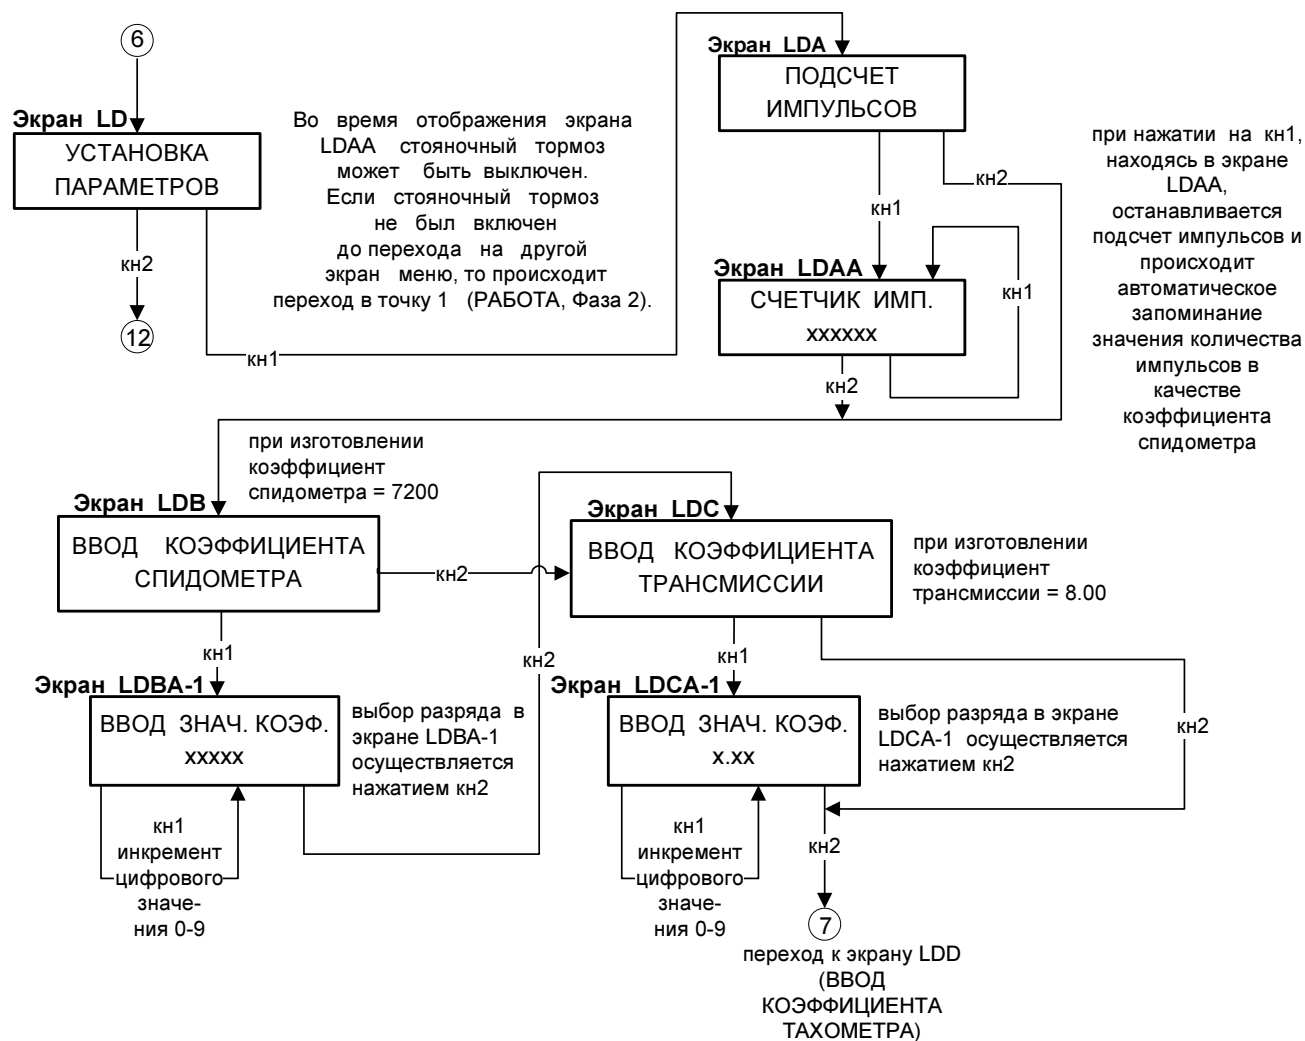 6
Экран LD
УСТАНОВКА
ПАРАМЕТРОВ
кн2
12
кн1
Во время отображения экрана
LDAA стояночный тормоз
может быть выключен.
Если стояночный тормоз
не был включен
до перехода на другой
экран меню, то происходит
переход в точку 1 (РАБОТА, Фаза 2).
Экран LDA
ПОДСЧЕТ
ИМПУЛЬСОВ
кн1
кн2
Экран LDAA
СЧЕТЧИК ИМП.
xxxxxx
кн1
кн2
при нажатии на кн1,
находясь в экране
LDAA,
останавливается
подсчет импульсов и
происходит
автоматическое
запоминание
значения количества
импульсов в
качестве
коэффициента
спидометра
при изготовлении
коэффициент
спидометра = 7200
Экран LDB
ВВОД КОЭФФИЦИЕНТА
СПИДОМЕТРА
кн2
кн1
Экран LDC
ВВОД КОЭФФИЦИЕНТА
ТРАНСМИССИИ
при изготовлении
коэффициент
трансмиссии = 8.00
кн2
кн1
кн2
Экран LDBA-1
ВВОД ЗНАЧ. КОЭФ.
xxxxx
выбор разряда в
экране LDBA-1
осуществляется
нажатием кн2
кн1
инкремент
цифрового
значе-
ния 0-9
Экран LDCA-1
ВВОД ЗНАЧ. КОЭФ.
x.xx
выбор разряда в экране
LDCA-1 осуществляется
нажатием кн2
кн1
инкремент
цифрового
значе-
ния 0-9
кн2
7
переход к экрану LDD
(ВВОД
КОЭФФИЦИЕНТА
ТАХОМЕТРА)